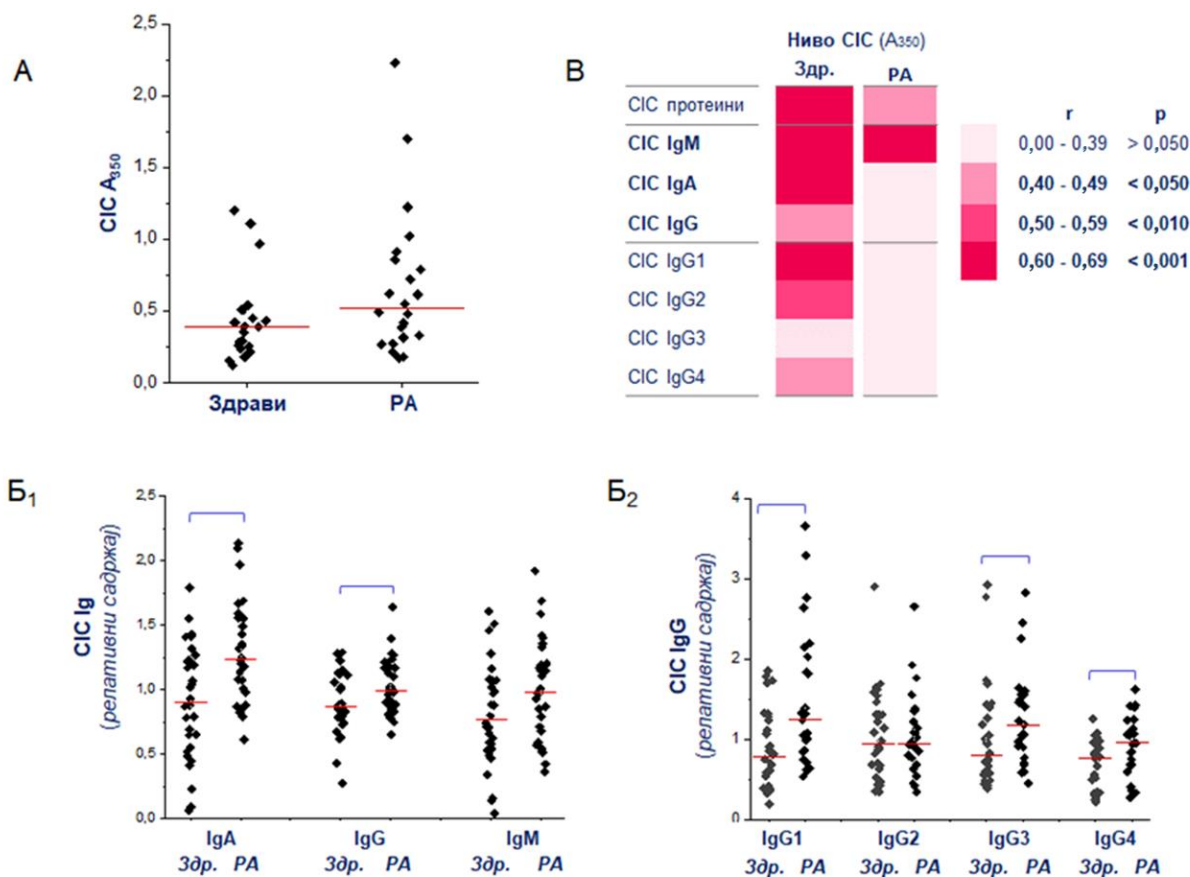 А
CIC A350
2,5
2,0
1,5
1,0
0,5
0,0
Здрави
РА
В
Ниво CIC (A350)
Здр.
РА
CIC протеини
CIC IgM
CIC IgA
CIC IgG
CIC IgG1
CIC IgG2
CIC IgG3
CIC IgG4
r p
0,00 - 0,39 > 0,050
0,40 - 0,49 < 0,050
0,50 - 0,59 < 0,010
0,60 - 0,69 < 0,001
Б1
CIC Ig
(релативни садржај)
2,5
2,0
1,5
1,0
0,5
0,0
IgA IgG IgM
Здр. РА Здр. РА Здр. РА
Б2
CIC IgG
(релативни садржај)
4
3
2
1
0
IgG1 IgG2 IgG3 IgG4
Здр. РА Здр. РА Здр. РА Здр. РА